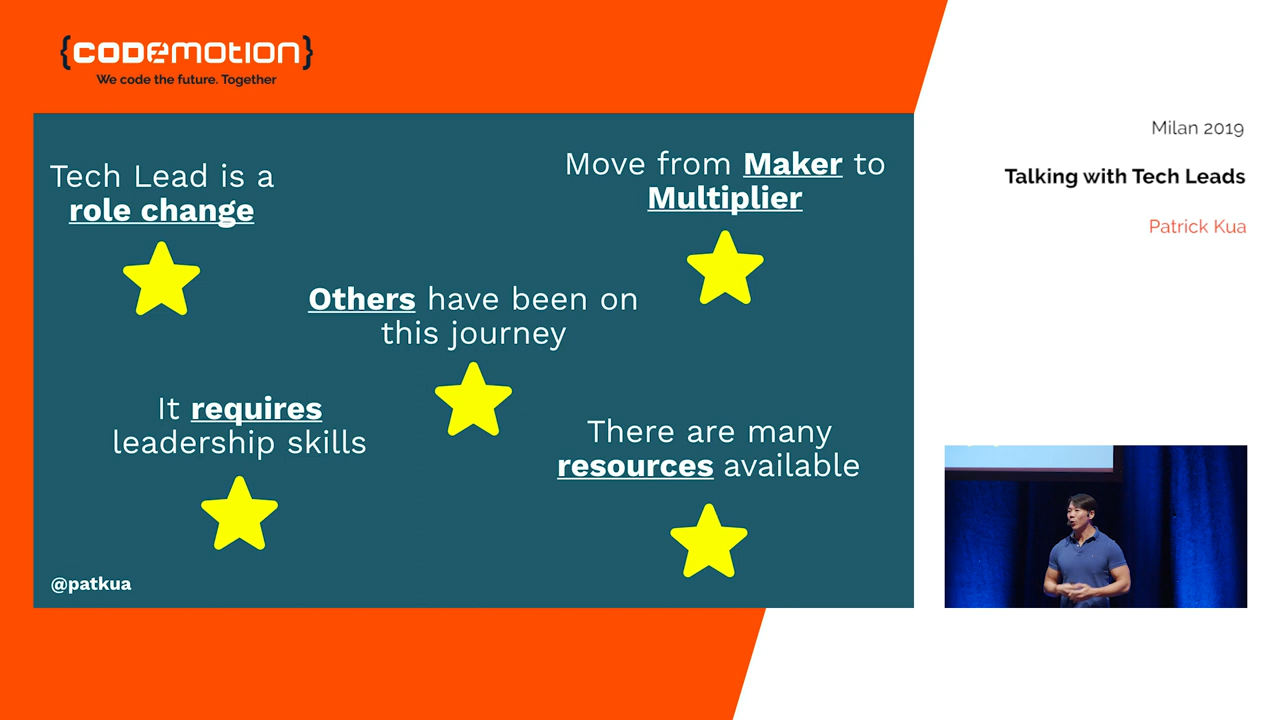 {CODEMOTION}
We code the future. Together
Tech Lead is a
role change
Move from Maker to
Multiplier
Others have been on
this journey
It requires
leadership skills
There are many
resources available
@patkua
Milan 2019
Talking with Tech Leads
Patrick Kua